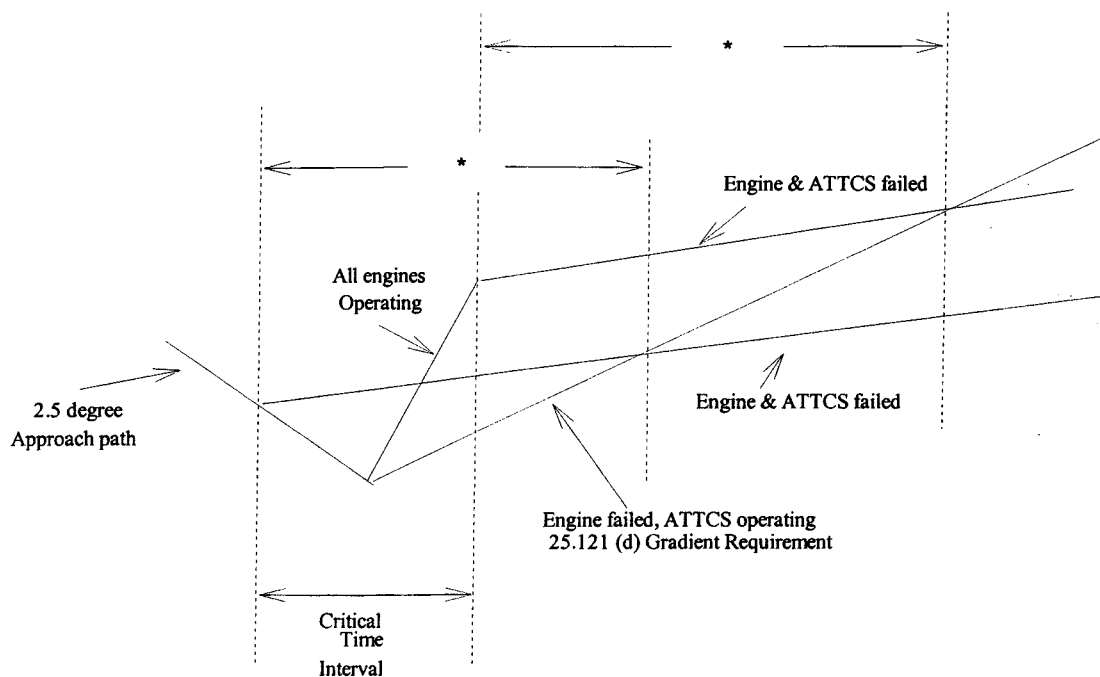 *
*
Engine & ATTCS failed
All engines
Operating
2.5 degree
Approach path
Engine & ATTCS failed
Engine failed, ATTCS operating
25.121 (d) Gradient Requirement
Critical
Time
Interval